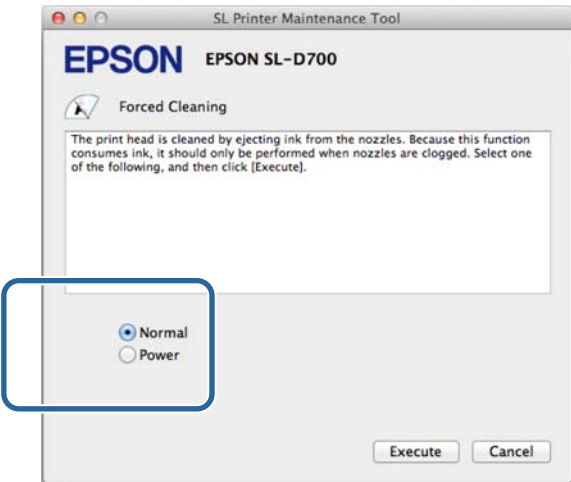 SL Printer Maintenance Tool
EPSON EPSON SL-D700
Forced Cleaning
The print head is cleaned by ejecting ink from the nozzles. Because this function
consumes ink, it should only be performed when nozzles are clogged. Select one
of the following, and then click [Execute].
Normal
Power
Execute Cancel